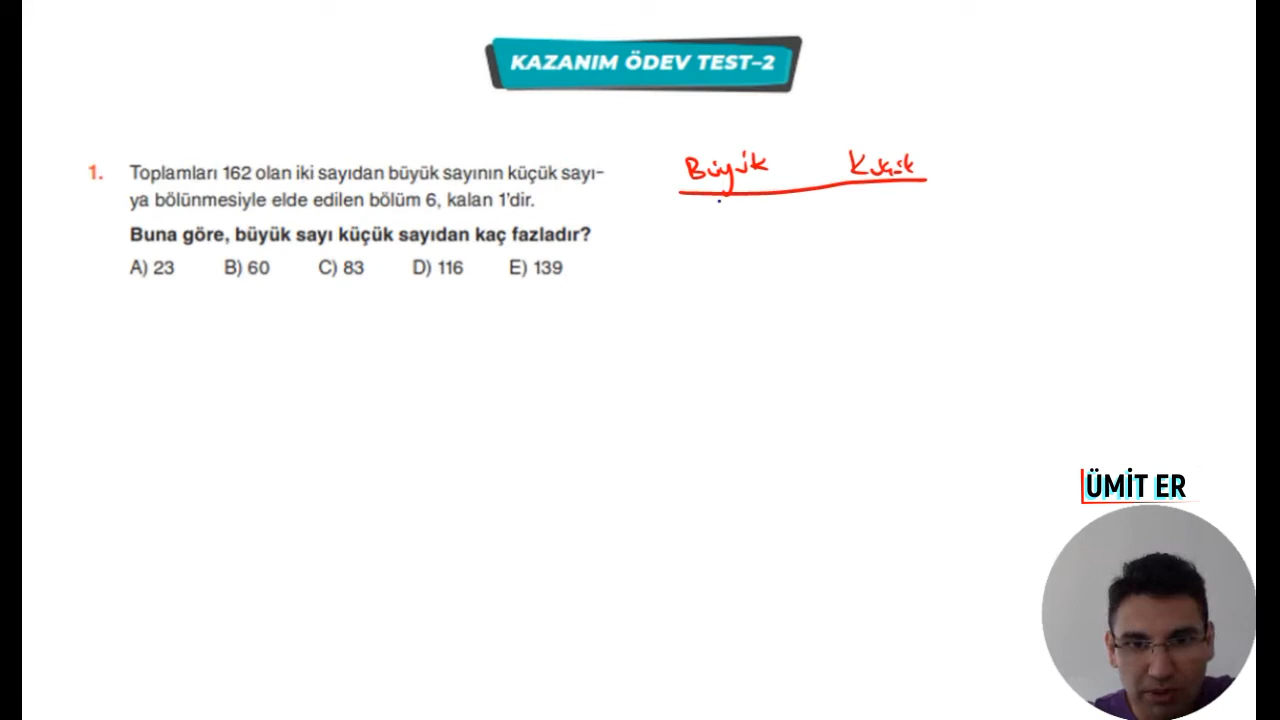 KAZANIM ÖDEV TEST–2
1. Toplamları 162 olan iki sayıdan büyük sayının küçük sayı-
ya bölünmesiyle elde edilen bölüm 6, kalan 1'dir.
Buna göre, büyük sayı küçük sayıdan kaç fazladır?
A) 23 B) 60 C) 83 D) 116 E) 139
Büyük Küçük
ÜMİT ER